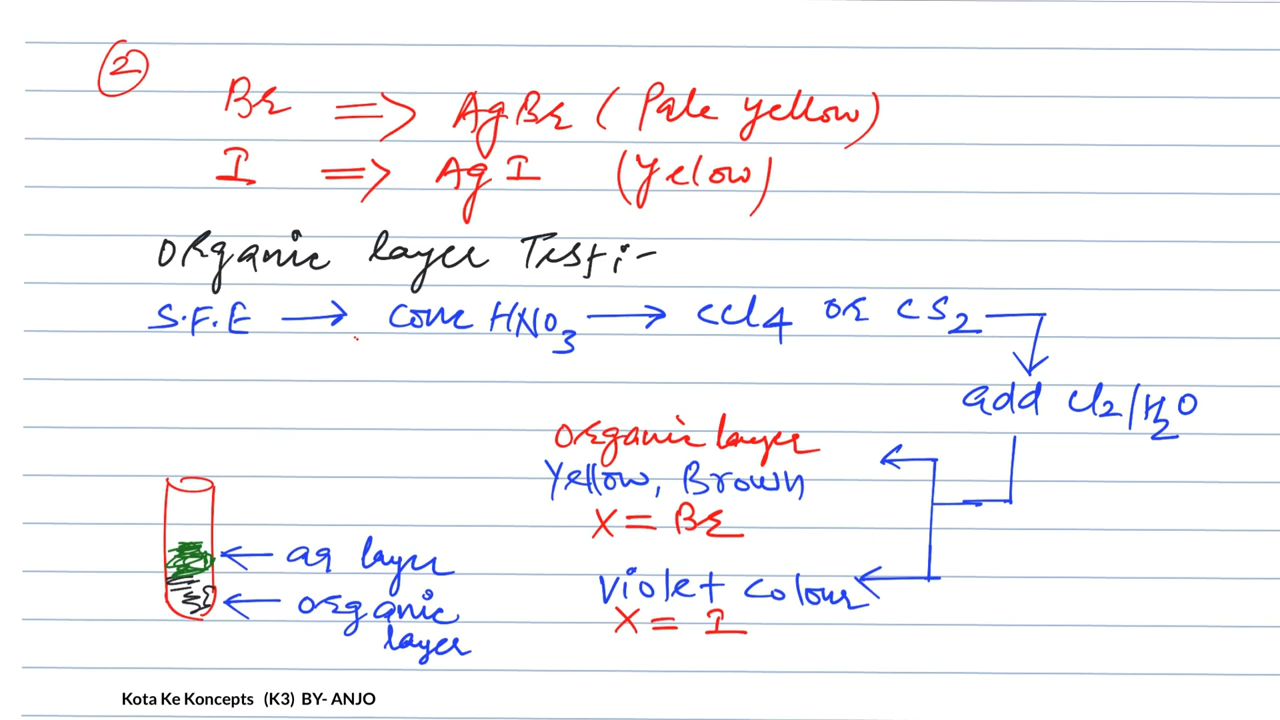 2
Br => AgBr (Pale yellow)
I => AgI (Yelow)
Organic layer Test:-
S.F.E → conc HNO3 → CCl4 or CS2
add Cl2/H2O
Organic layer
Yellow, Brown
X = Br
Violet colour
X = I
← aq layer
← organic
layer
Kota Ke Koncepts (K3) BY- ANJO